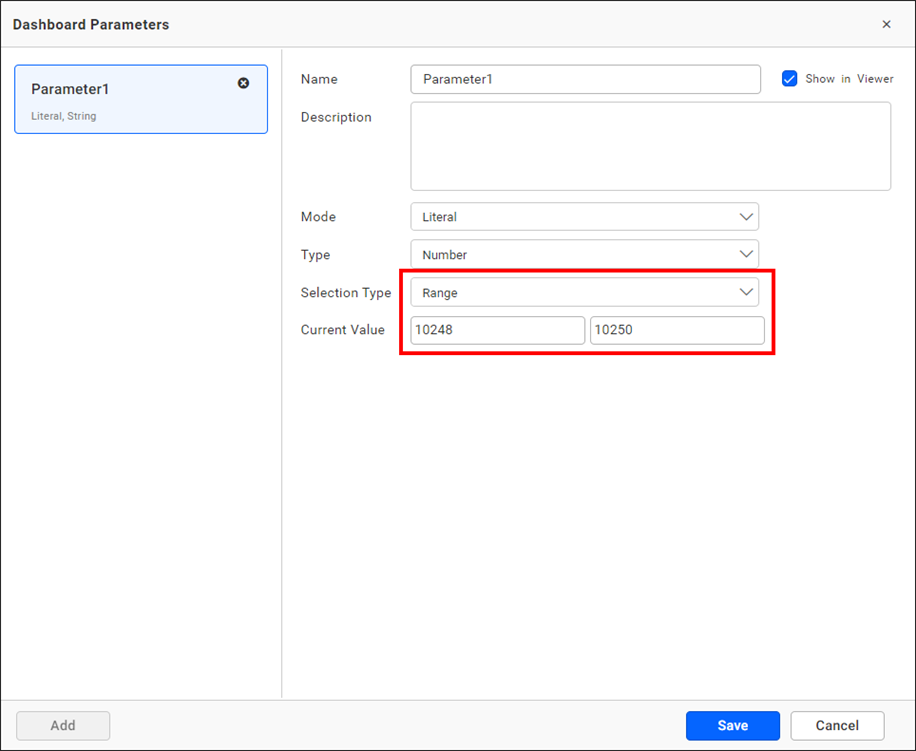 Dashboard Parameters
Parameter1
Literal, String
Name
Parameter1
Show in Viewer
Description
Mode
Literal
Type
Number
Selection Type
Range
Current Value
10248
10250
Add
Save
Cancel